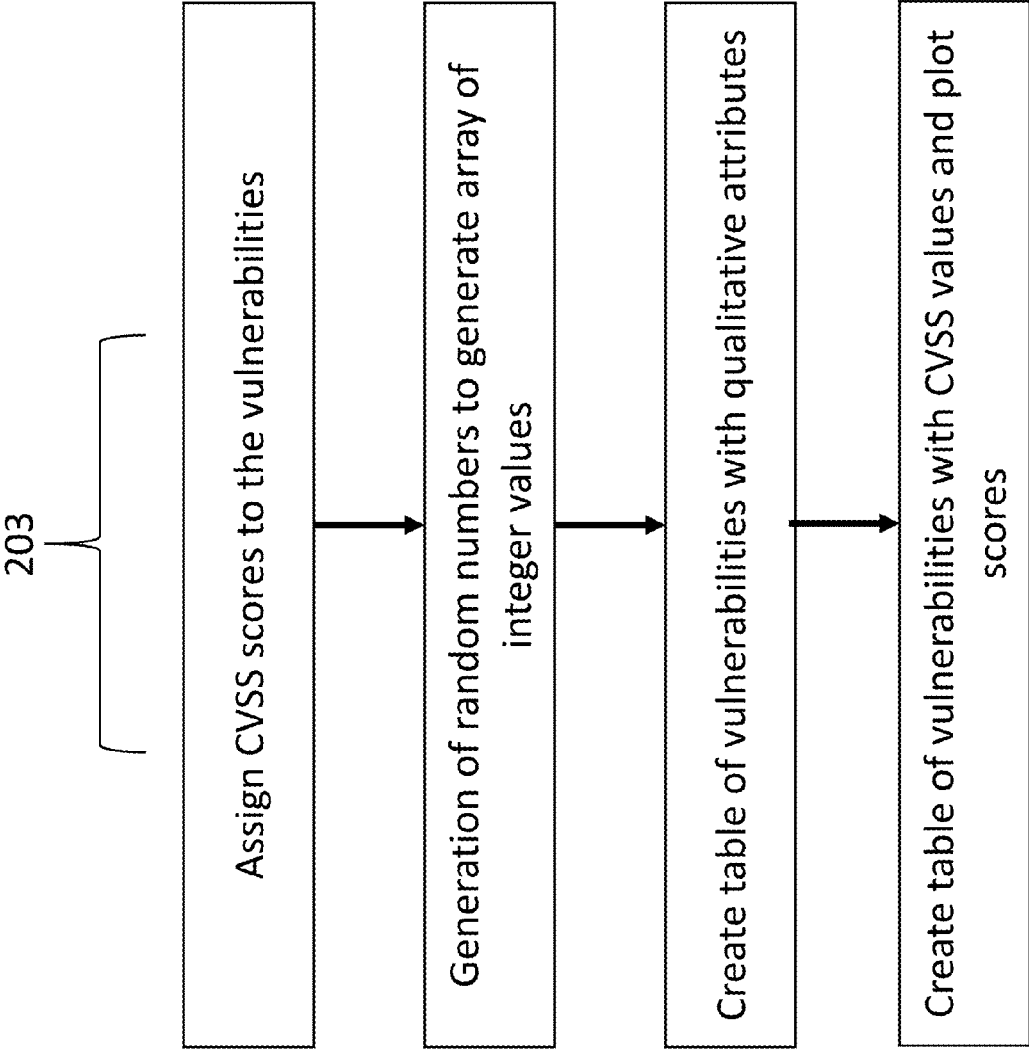 203
Assign CVSS scores to the vulnerabilities
Generation of random numbers to generate array of
integer values
Create table of vulnerabilities with qualitative attributes
Create table of vulnerabilities with CVSS values and plot
scores